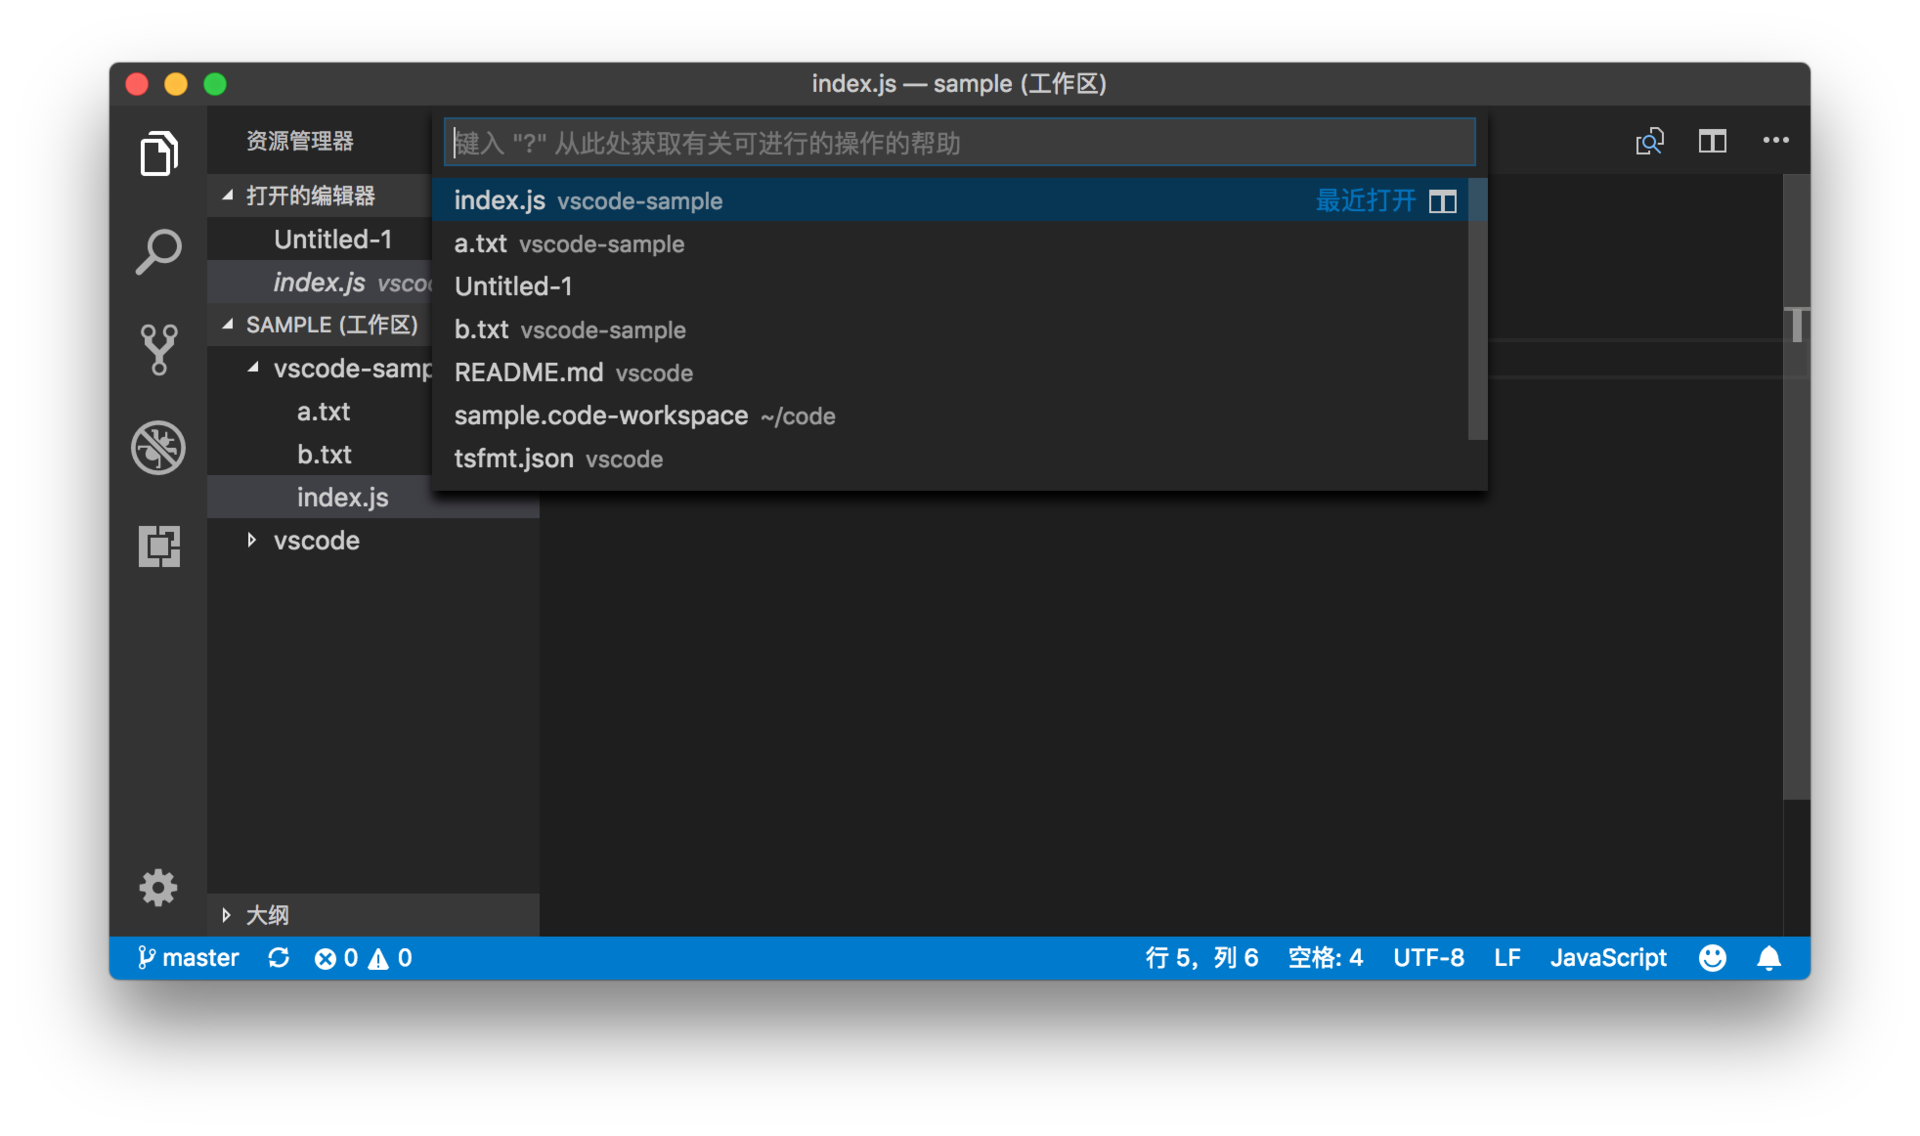 index.js — sample (工作区)
资源管理器
键入 "?" 从此处获取有关可进行的操作的帮助
打开的编辑器
Untitled-1
index.js
SAMPLE (工作区)
vscode-samp
a.txt
b.txt
index.js
vscode
大纲
index.js vscode-sample 最近打开
a.txt vscode-sample
Untitled-1
b.txt vscode-sample
README.md vscode
sample.code-workspace ~/code
tsfmt.json vscode
master 0 0 行 5，列 6 空格: 4 UTF-8 LF JavaScript